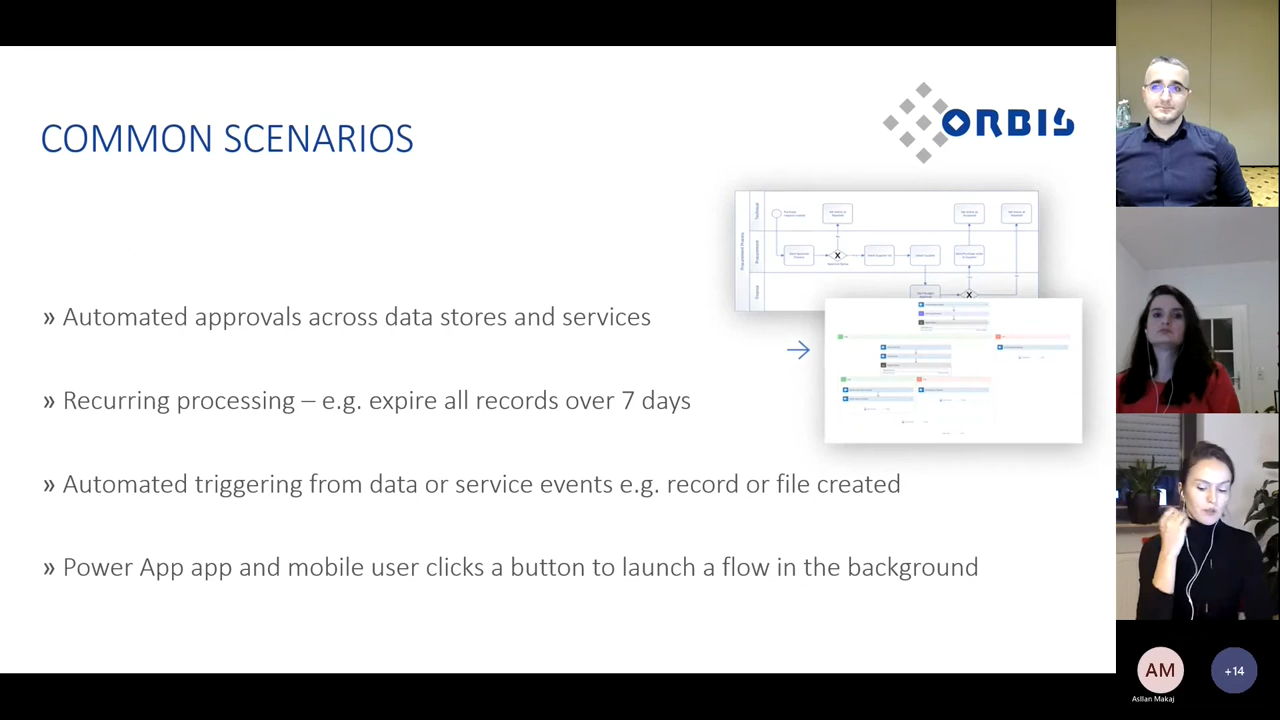 COMMON SCENARIOS
ORBIS
» Automated approvals across data stores and services
» Recurring processing – e.g. expire all records over 7 days
» Automated triggering from data or service events e.g. record or file created
» Power App app and mobile user clicks a button to launch a flow in the background
X
X
AM
+14
Asllan Makaj